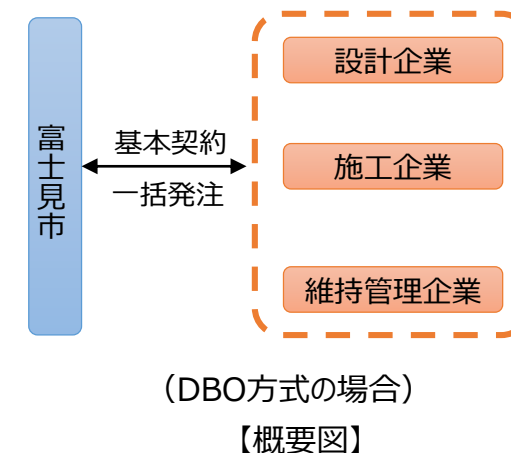 富士見市
基本契約
一括発注
設計企業
施工企業
維持管理企業
（DBO方式の場合）
【概要図】